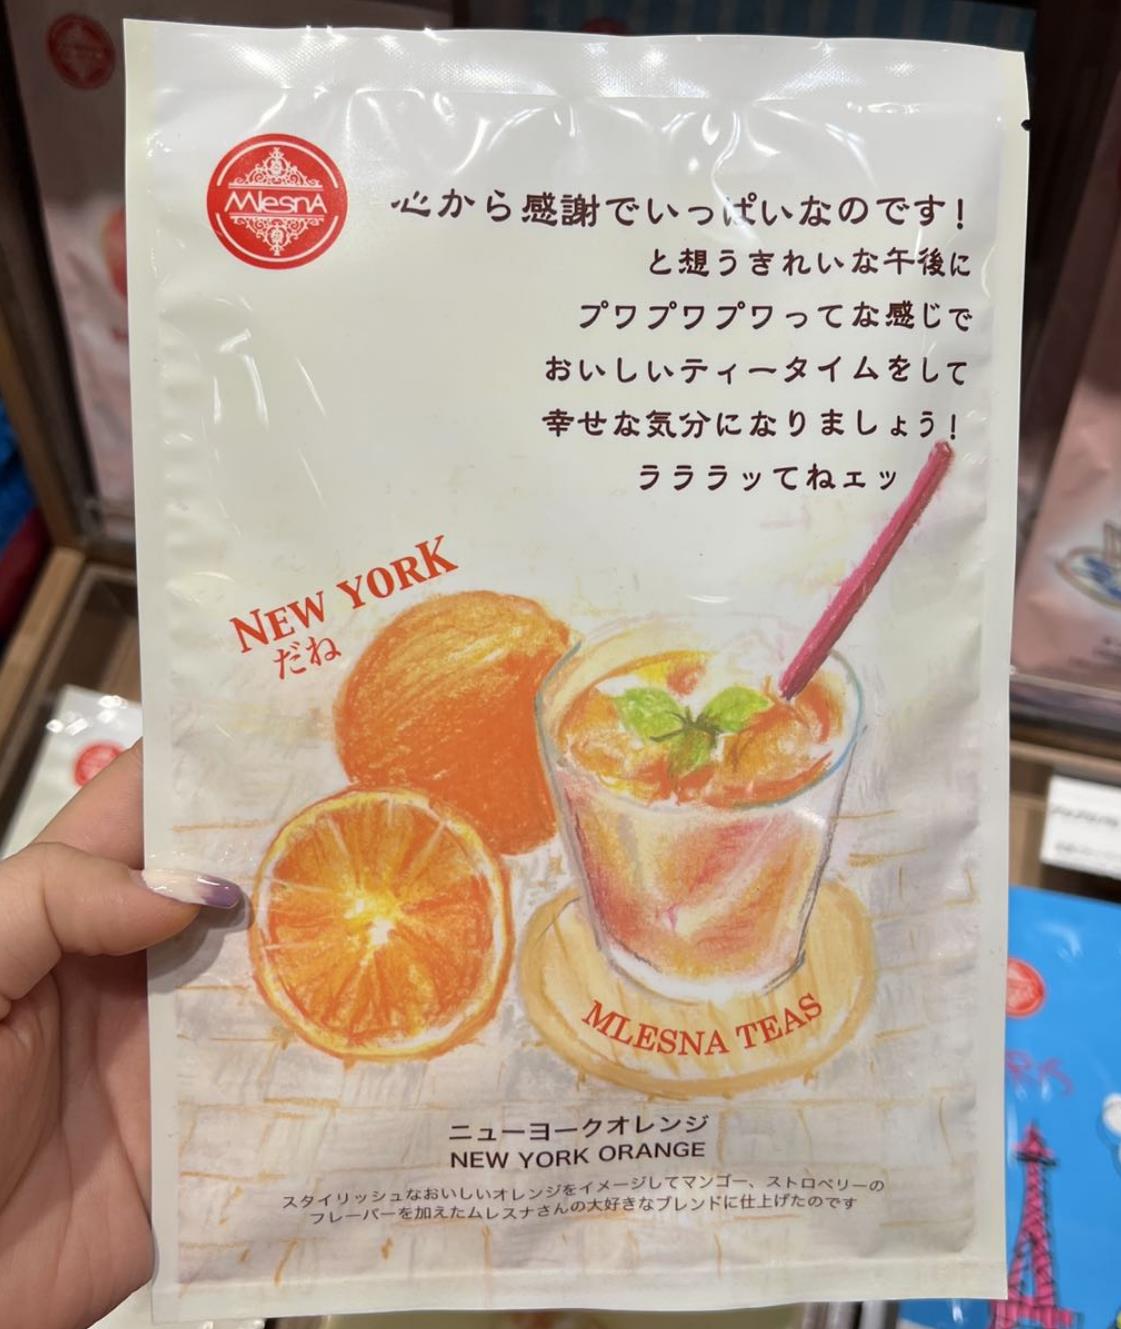 MlesnA
心から感謝でいっぱいなのです！
と想うきれいな午後に
プワプワプワってな感じで
おいしいティータイムをして
幸せな気分になりましょう！
ラララッてねェッ
NEW YORK
だね
MLESNA TEAS
ニューヨークオレンジ
NEW YORK ORANGE
スタイリッシュなおいしいオレンジをイメージしてマンゴー、ストロベリーの
フレーバーを加えたムレスナさんの大好きなブレンドに仕上げたのです